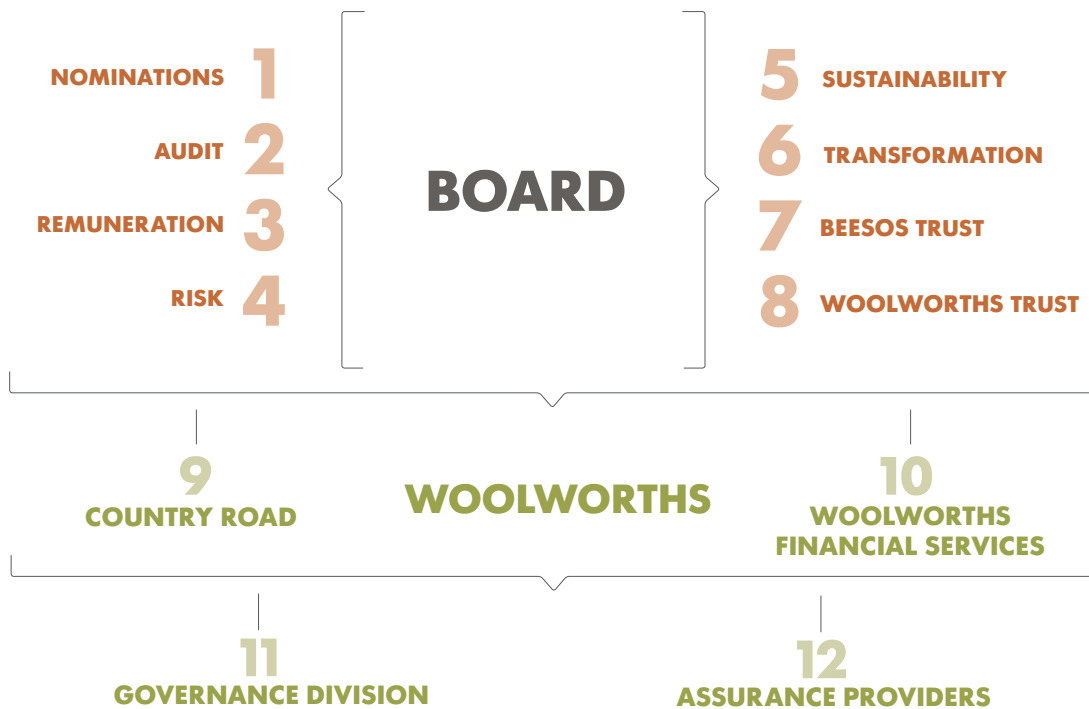 1
NOMINATIONS
2
AUDIT
3
REMUNERATION
4
RISK
BOARD
5
SUSTAINABILITY
6
TRANSFORMATION
7
BEESOS TRUST
8
WOOLWORTHS TRUST
9
COUNTRY ROAD
WOOLWORTHS
10
WOOLWORTHS
FINANCIAL SERVICES
11
GOVERNANCE DIVISION
12
ASSURANCE PROVIDERS